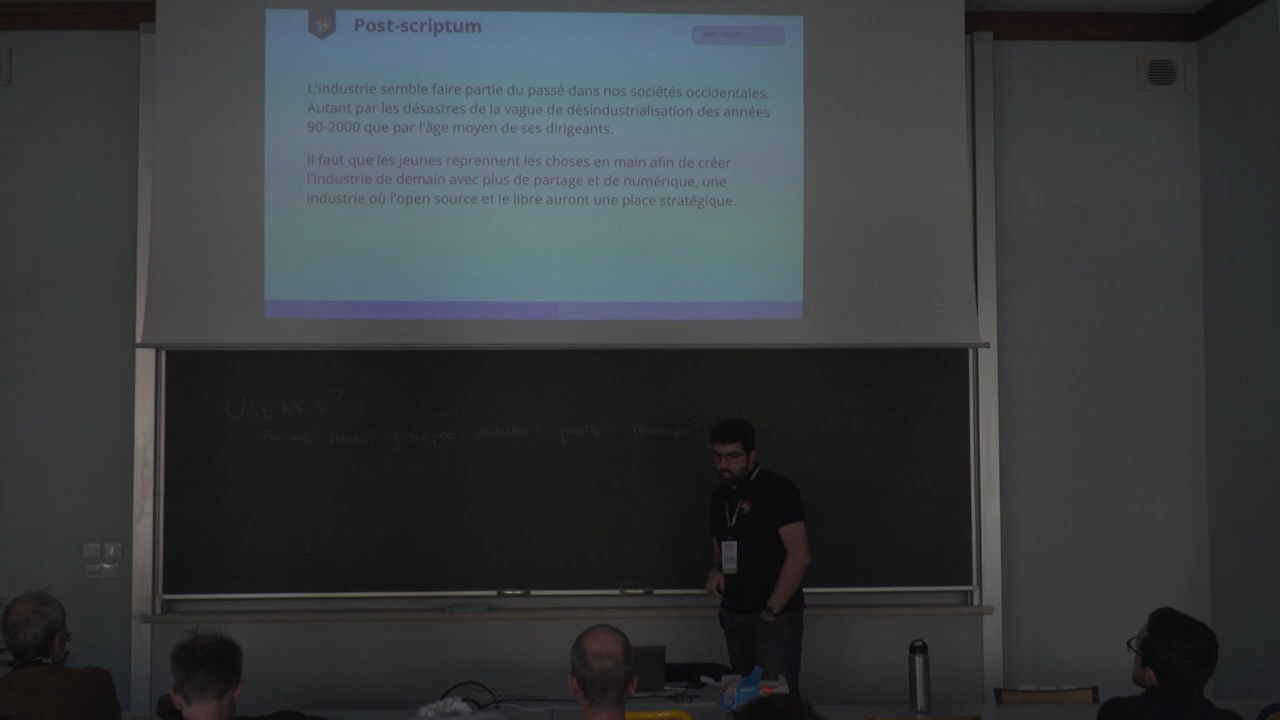 Post-scriptum
L'industrie semble faire partie du passé dans nos sociétés occidentales.
Autant par les désastres de la vague de désindustrialisation des années
90-2000 que par l'âge moyen de ses dirigeants.
Il faut que les jeunes reprennent les choses en main afin de créer
l'industrie de demain avec plus de partage et de numérique, une
industrie où l'open source et le libre auront une place stratégique.
USENET